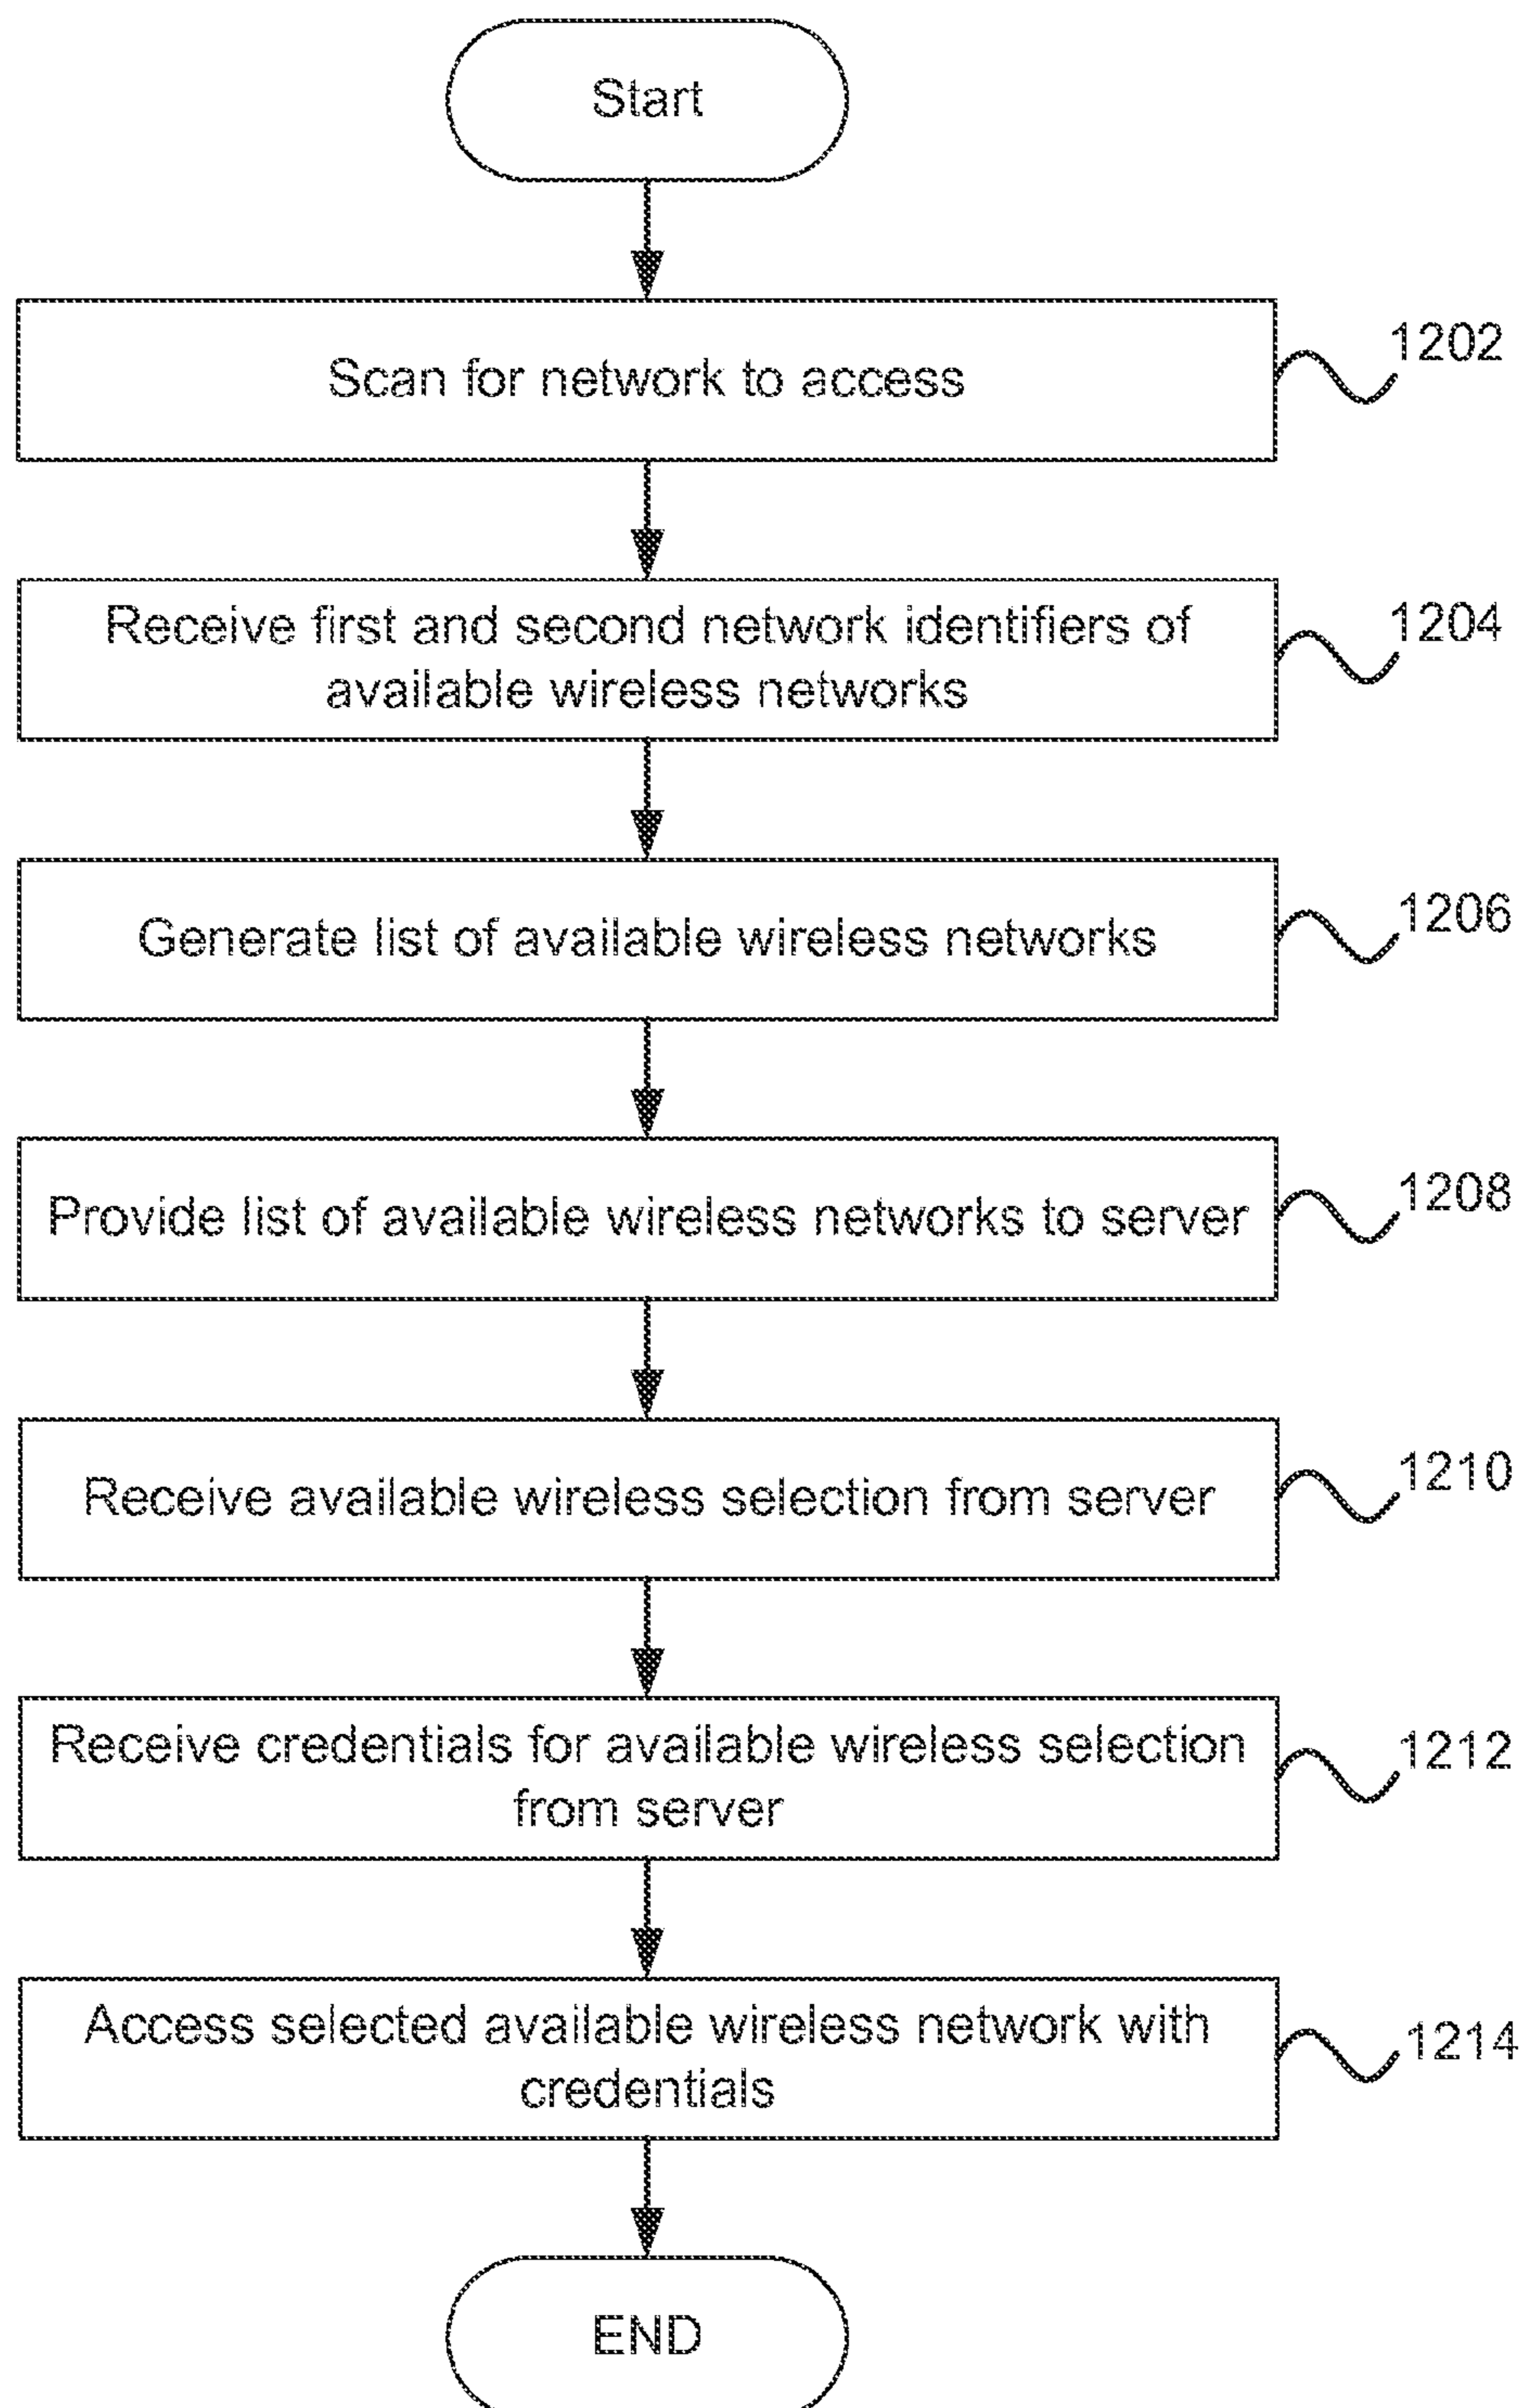 Start
Scan for network to access
1202
Receive first and second network identifiers of
available wireless networks
1204
Generate list of available wireless networks
1206
Provide list of available wireless networks to server
1208
Receive available wireless selection from server
1210
Receive credentials for available wireless selection
from server
1212
Access selected available wireless network with
credentials
1214
END